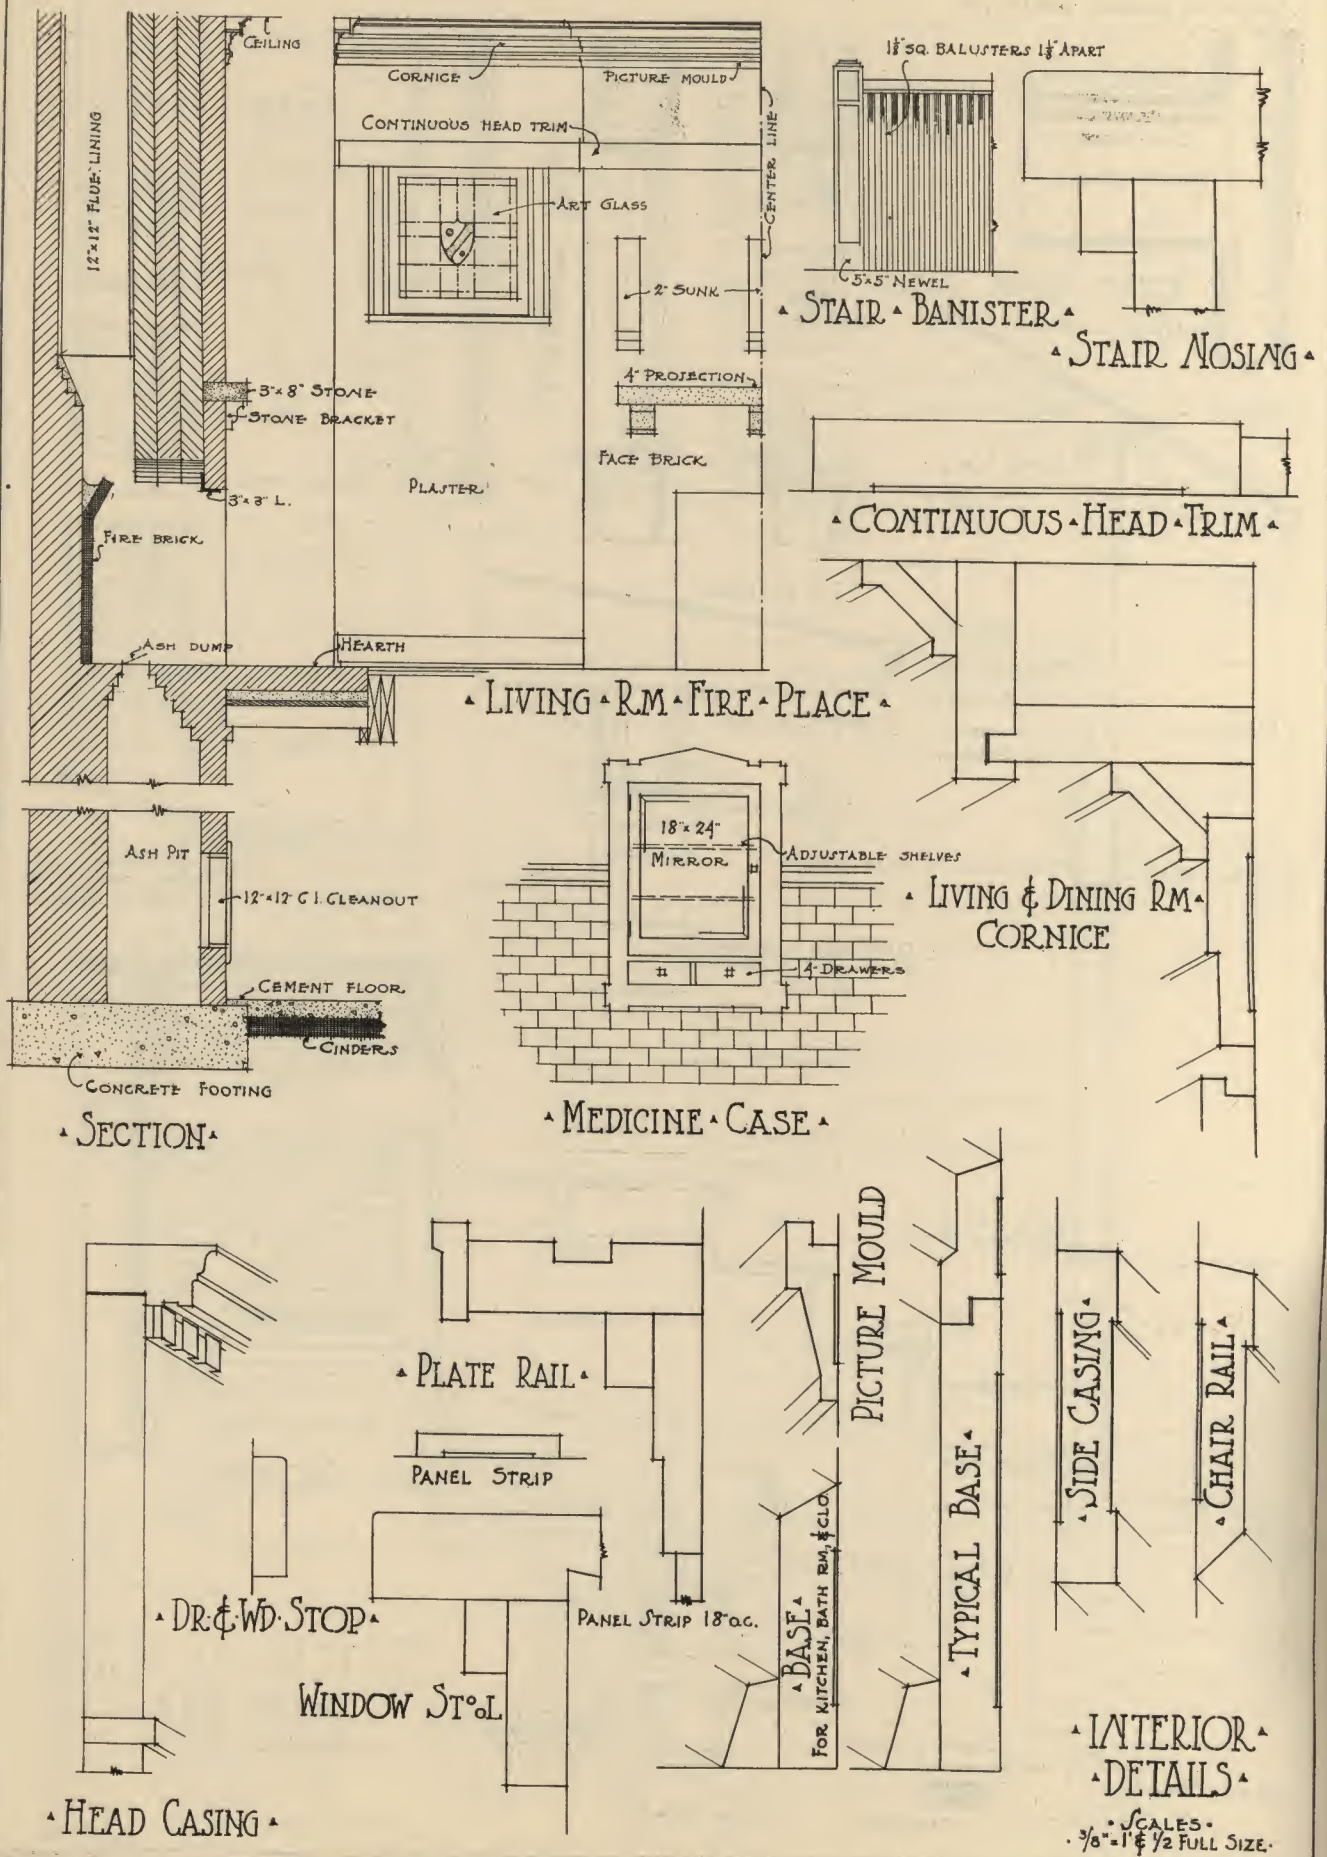 CEILING
CORNICE
PICTURE MOULD
CONTINUOUS HEAD TRIM
CENTER LINE
12"x12" FLUE LINING
ART GLASS
2" SUNK
4" PROJECTION
3"x8" STONE
STONE BRACKET
FACE BRICK
PLASTER
3"x3" L.
FIRE BRICK
ASH DUMP
HEARTH
▲ LIVING ▲ RM ▲ FIRE ▲ PLACE ▲
ASH PIT
12"x12" C I. CLEANOUT
CEMENT FLOOR
CINDERS
CONCRETE FOOTING
▲ SECTION ▲
SQ. BALUSTERS
APART
5"x5" NEWEL
▲ STAIR ▲ BANISTER ▲
▲ STAIR NOSING ▲
▲ CONTINUOUS ▲ HEAD ▲ TRIM ▲
18"x 24"
MIRROR
ADJUSTABLE SHELVES
4" DRAWERS
▲ MEDICINE ▲ CASE ▲
▲ LIVING & DINING RM ▲
CORNICE
▲ PLATE RAIL ▲
PANEL STRIP
PICTURE MOULD
▲ DR. & WD. STOP ▲
PANEL STRIP 18" O.C.
WINDOW STOOL
▲ BASE ▲
FOR KITCHEN, BATH RM, & CLO.
▲ TYPICAL BASE ▲
▲ SIDE CASING ▲
▲ CHAIR RAIL ▲
▲ HEAD CASING ▲
▲ INTERIOR ▲
▲ DETAILS ▲
• SCALES •
• 3/8" = 1' & 1/2 FULL SIZE •